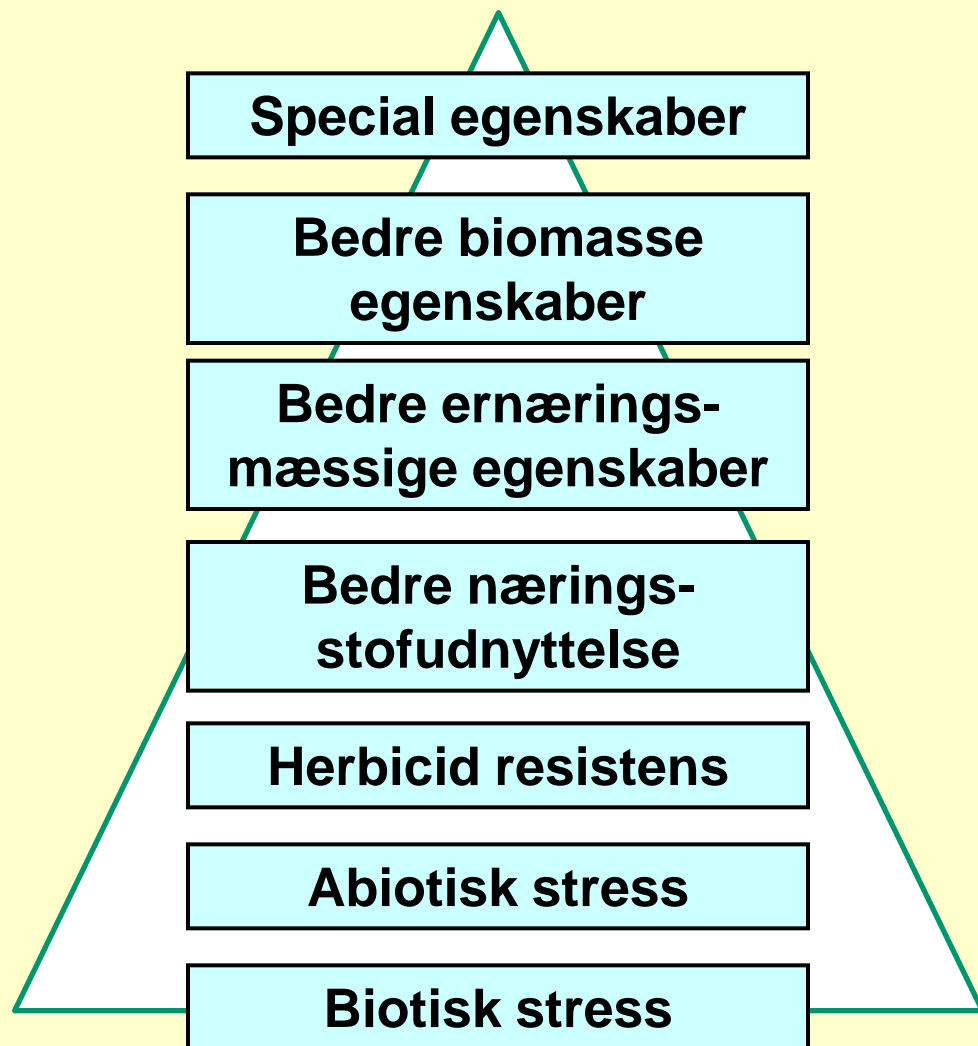 Special egenskaber
Bedre biomasse
egenskaber
Bedre ernærings-
mæssige egenskaber
Bedre nærings-
stofudnyttelse
Herbicid resistens
Abiotisk stress
Biotisk stress